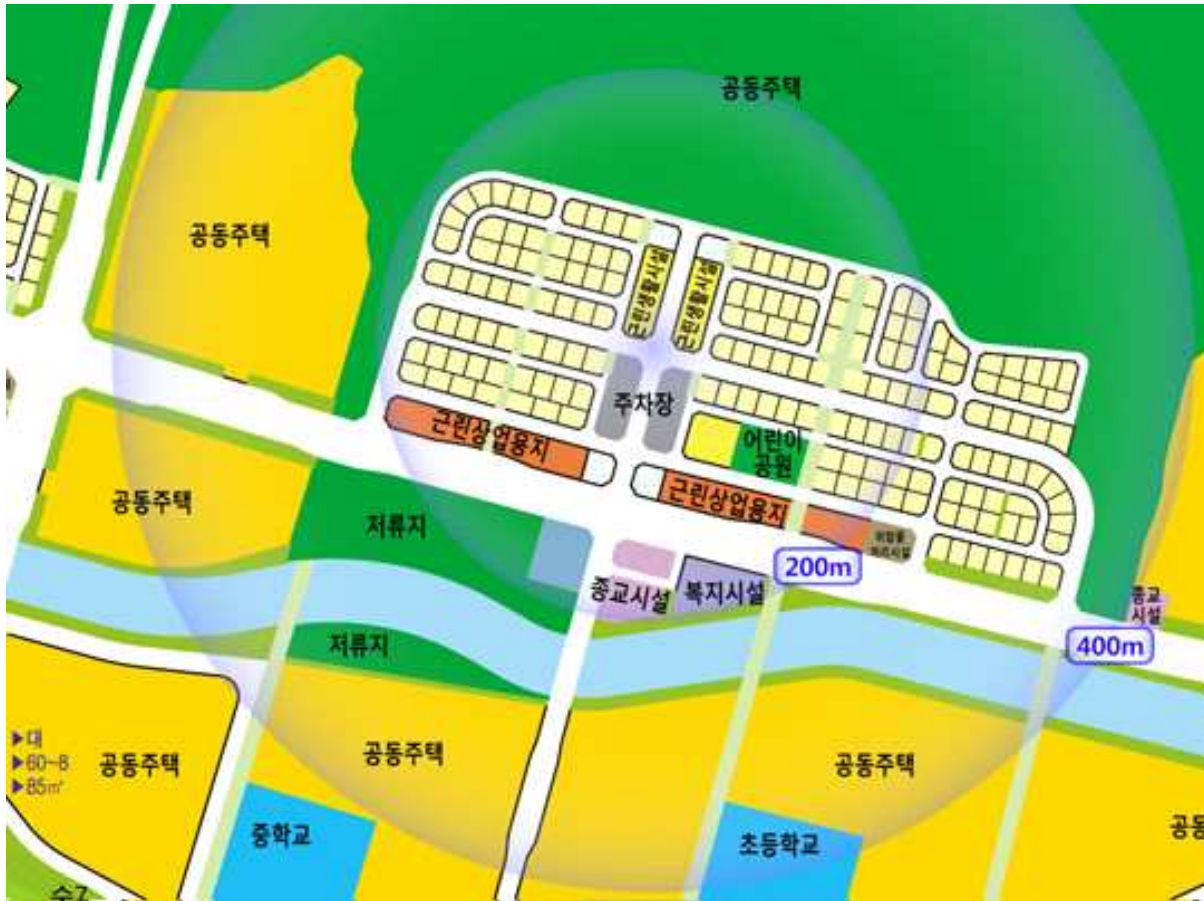 공동주택
공동주택
근린생활시설
근린생활시설
주차장
근린상업용지
어린이
공원
공동주택
저류지
근린상업용지
200m
종교시설
복지시설
종교
시설
저류지
400m
▶대
▶60~8
▶85㎡
공동주택
공동주택
공동주택
공동
중학교
초등학교